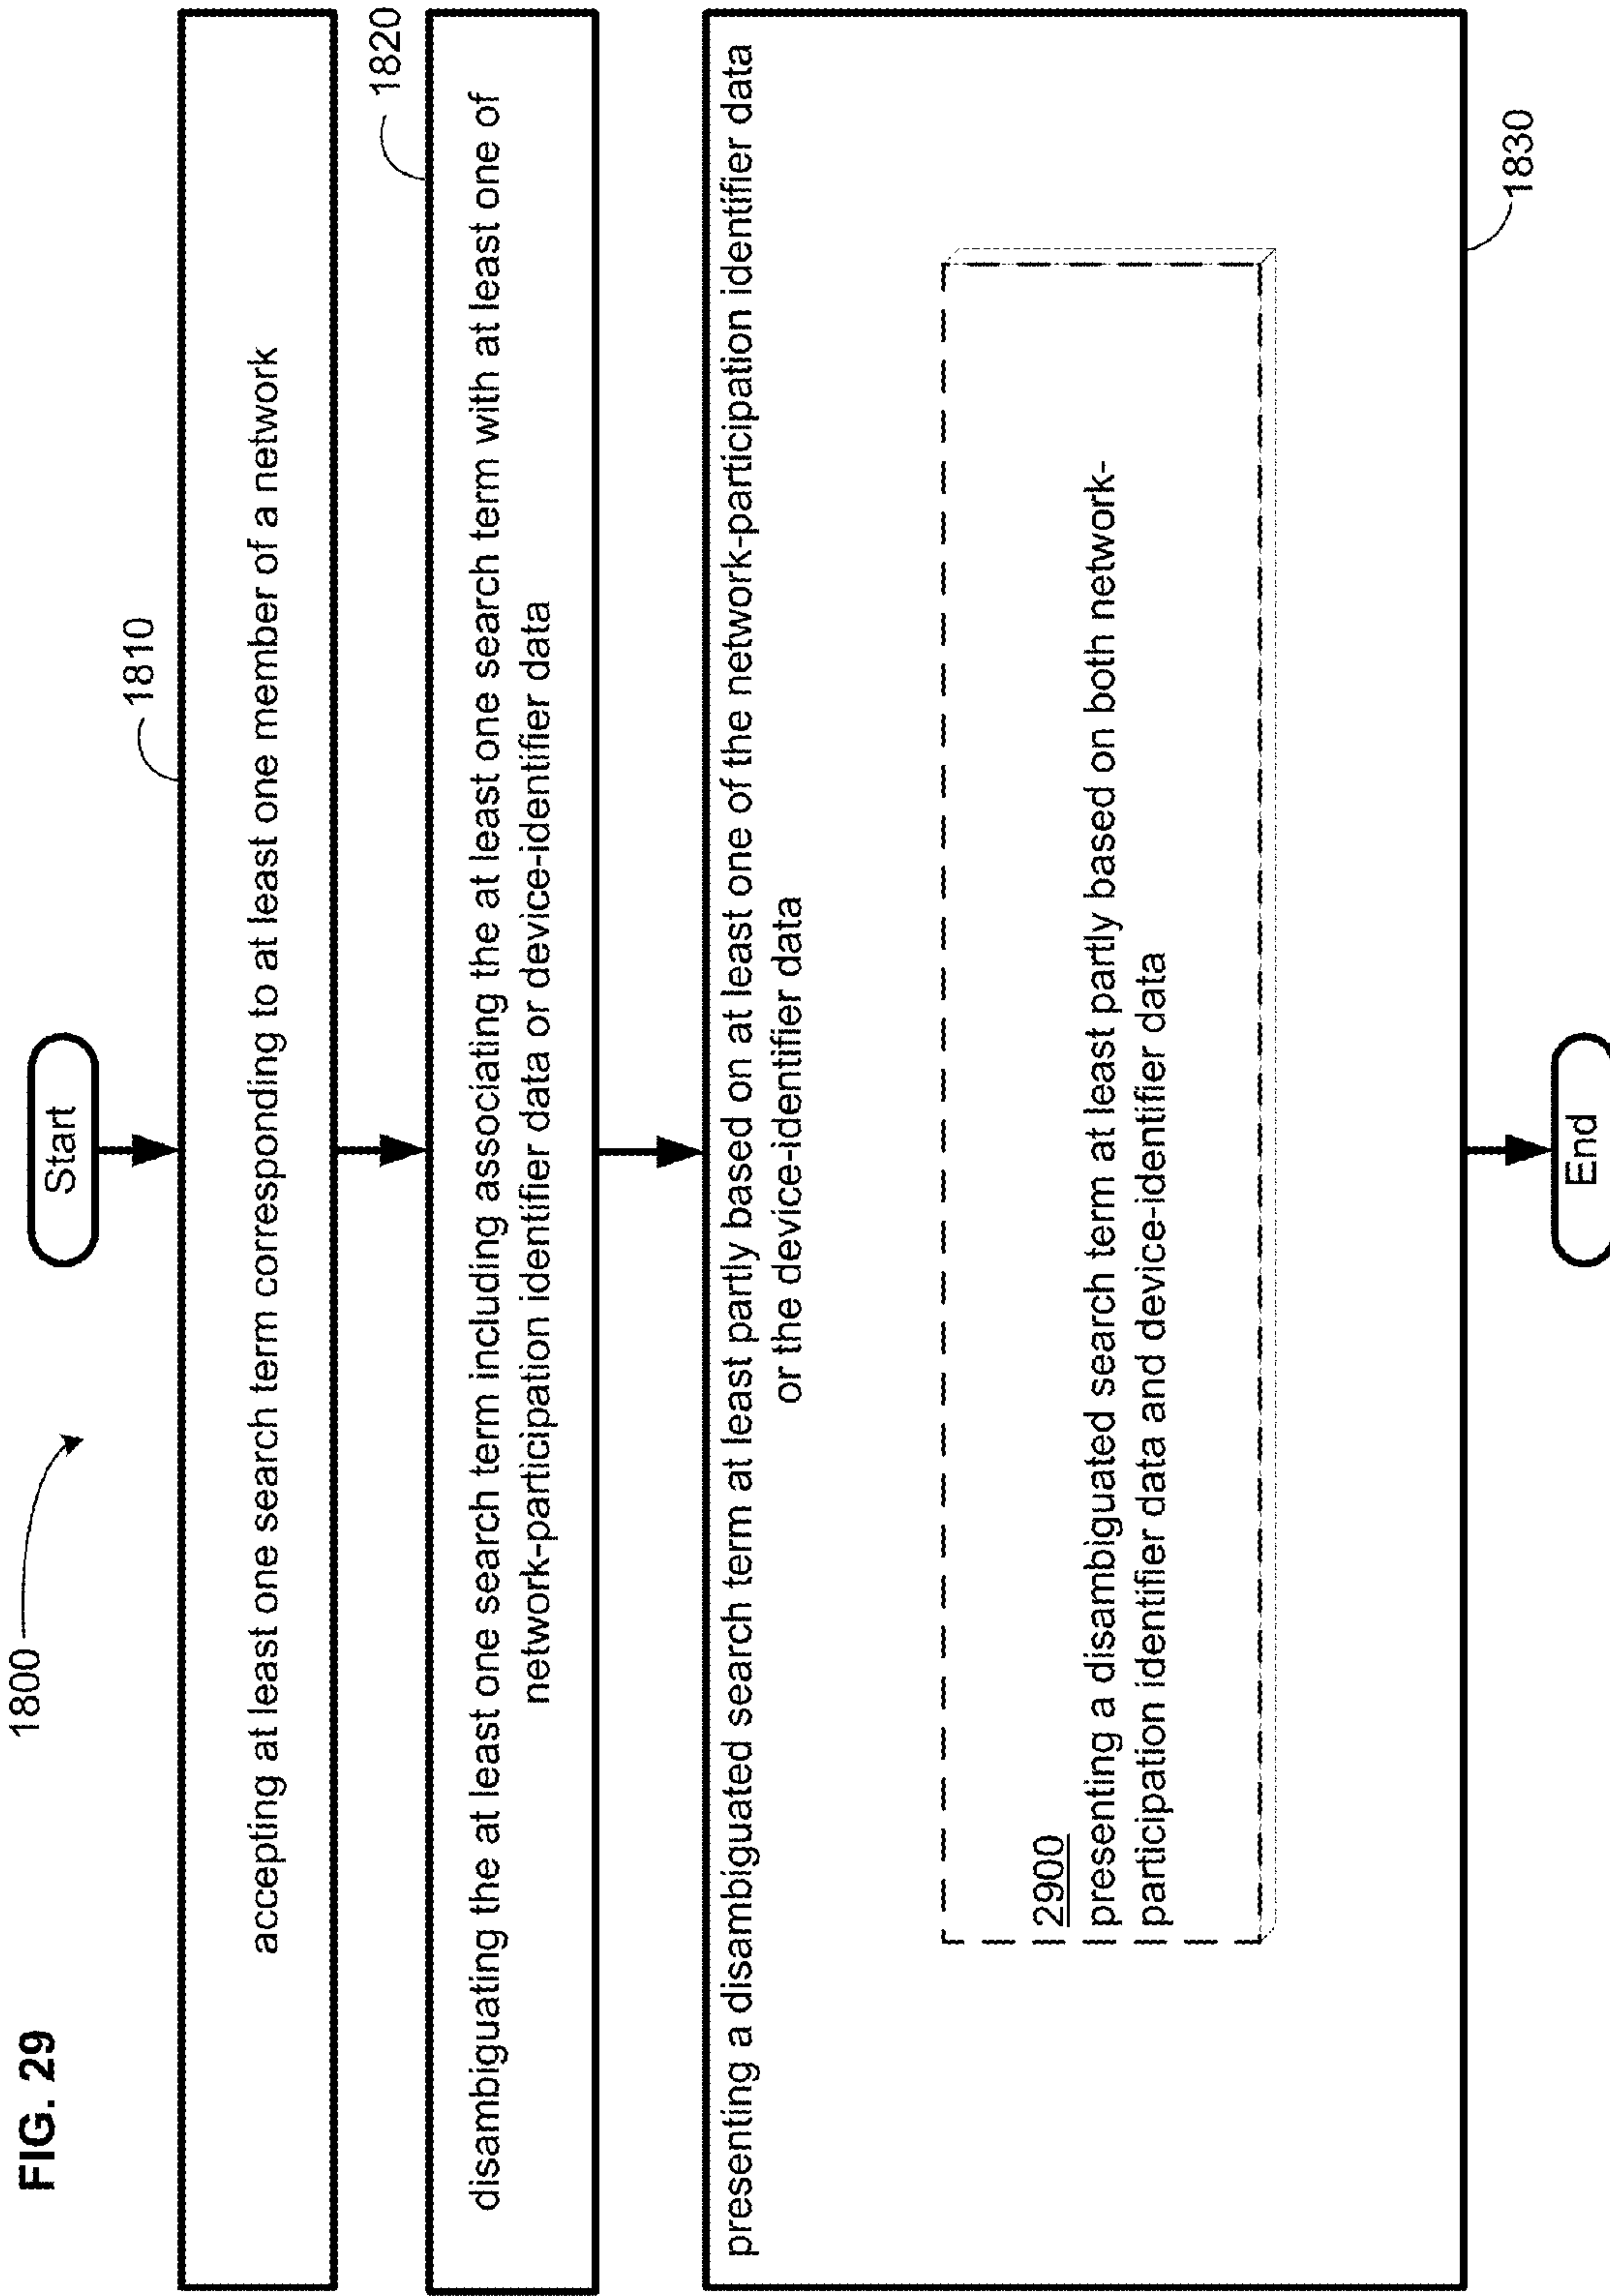 FIG. 29
1800
Start
1810
accepting at least one search term corresponding to at least one member of a network
1820
disambiguating the at least one search term including associating the at least one search term with at least one of
network-participation identifier data or device-identifier data
presenting a disambiguated search term at least partly based on at least one of the network-participation identifier data
or the device-identifier data
2900
presenting a disambiguated search term at least partly based on both network-
participation identifier data and device-identifier data
1830
End